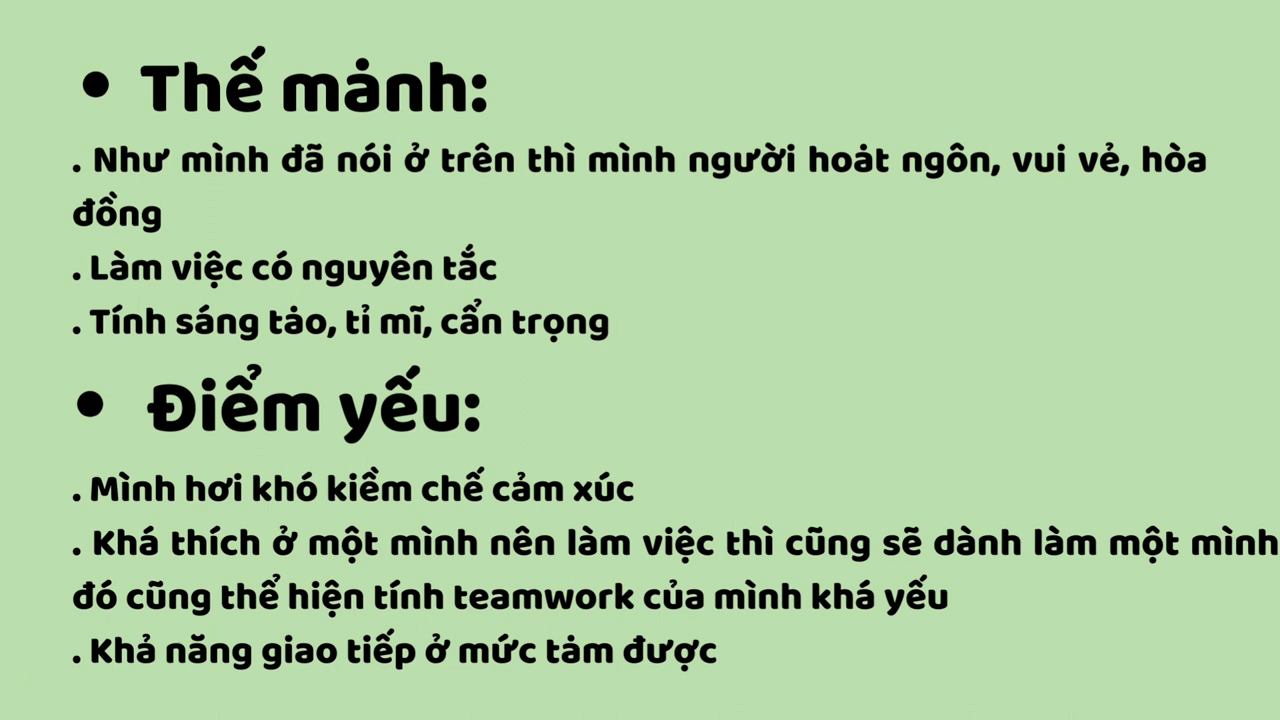 • Thế mạnh:
. Như mình đã nói ở trên thì mình người hoạt ngôn, vui vẻ, hòa
đồng
. Làm việc có nguyên tắc
. Tính sáng tạo, tỉ mĩ, cẩn trọng
• Điểm yếu:
. Mình hơi khó kiềm chế cảm xúc
. Khá thích ở một mình nên làm việc thì cũng sẽ dành làm một mình
đó cũng thể hiện tính teamwork của mình khá yếu
. Khả năng giao tiếp ở mức tạm được